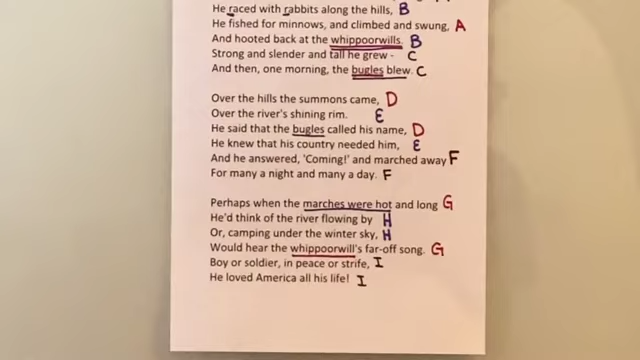 He raced with rabbits along the hills, B
He fished for minnows, and climbed and swung, A
And hooted back at the whippoorwills. B
Strong and slender and tall he grew - C
And then, one morning, the bugles blew. C
Over the hills the summons came, D
Over the river's shining rim. E
He said that the bugles called his name, D
He knew that his country needed him, E
And he answered, 'Coming!' and marched away F
For many a night and many a day. F
Perhaps when the marches were hot and long G
He'd think of the river flowing by H
Or, camping under the winter sky, H
Would hear the whippoorwill's far-off song. G
Boy or soldier, in peace or strife, I
He loved America all his life! I